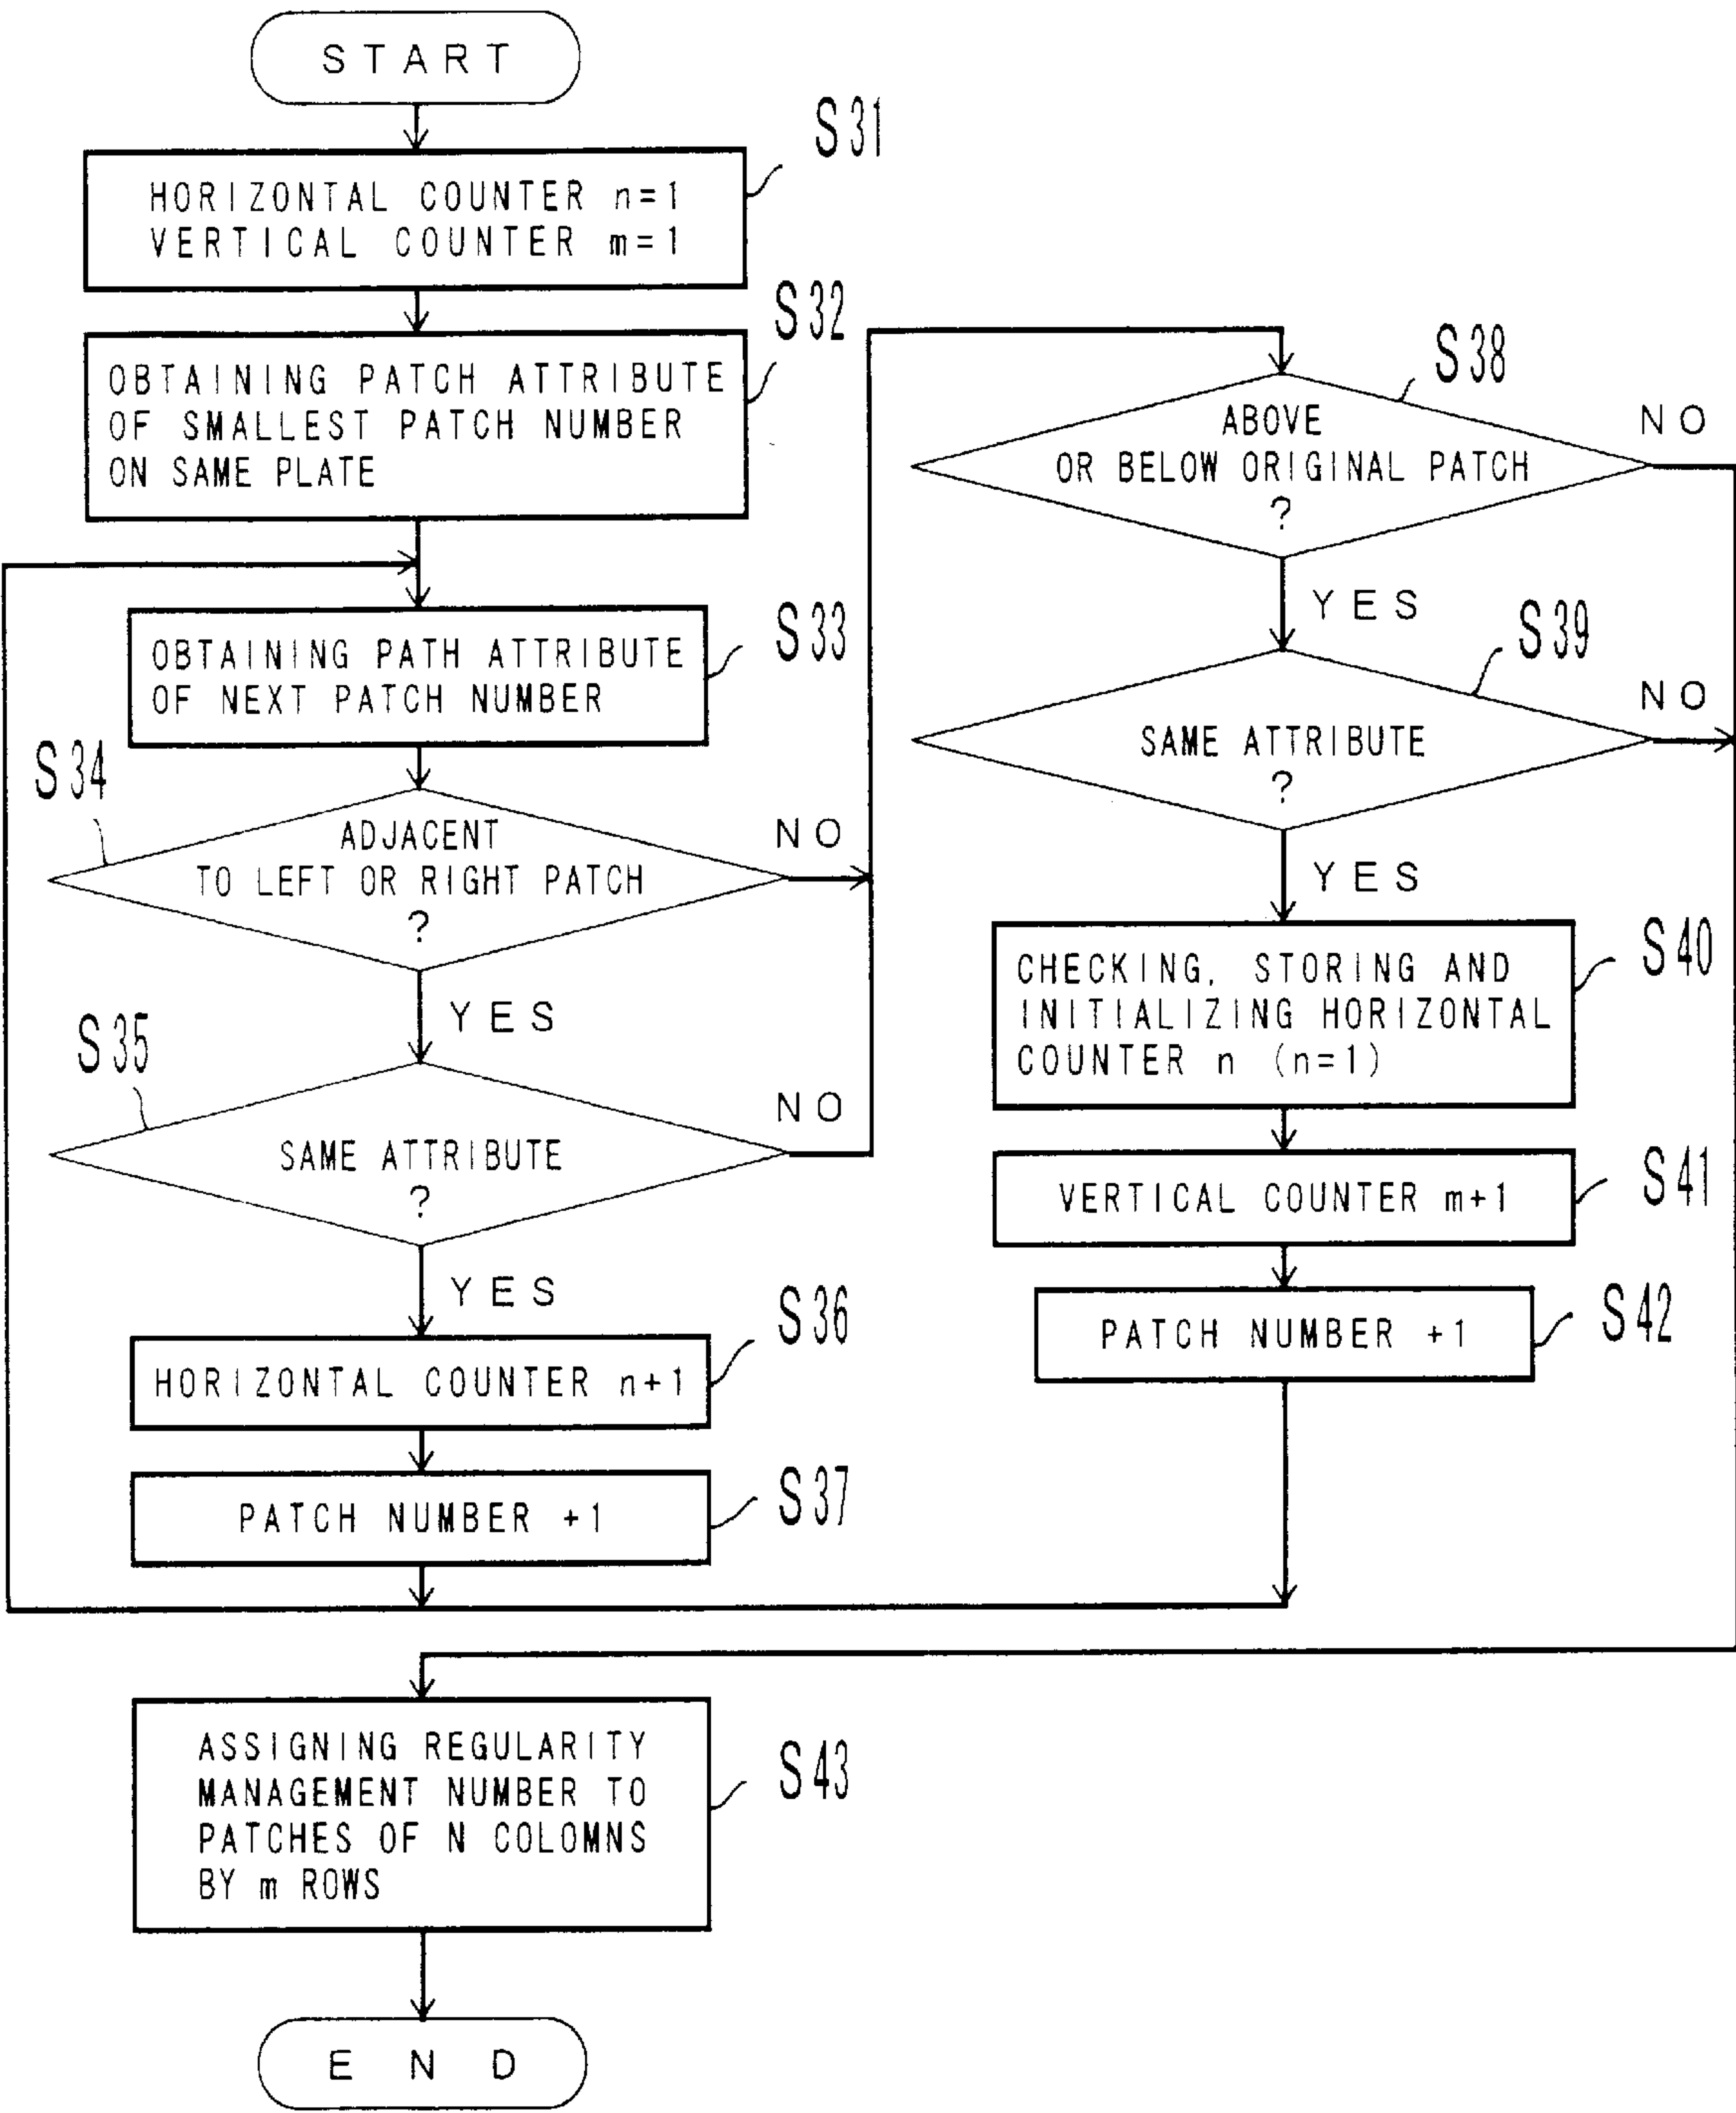 START
S31
HORIZONTAL COUNTER n=1
VERTICAL COUNTER m=1
S32
OBTAINING PATCH ATTRIBUTE
OF SMALLEST PATCH NUMBER
ON SAME PLATE
S33
OBTAINING PATH ATTRIBUTE
OF NEXT PATCH NUMBER
S34
ADJACENT
TO LEFT OR RIGHT PATCH
?
NO
YES
S35
SAME ATTRIBUTE
?
NO
YES
S36
HORIZONTAL COUNTER n+1
S37
PATCH NUMBER +1
S38
ABOVE
OR BELOW ORIGINAL PATCH
?
NO
YES
S39
SAME ATTRIBUTE
?
NO
YES
S40
CHECKING, STORING AND
INITIALIZING HORIZONTAL
COUNTER n (n=1)
S41
VERTICAL COUNTER m+1
S42
PATCH NUMBER +1
S43
ASSIGNING REGULARITY
MANAGEMENT NUMBER TO
PATCHES OF N COLOMNS
BY m ROWS
END